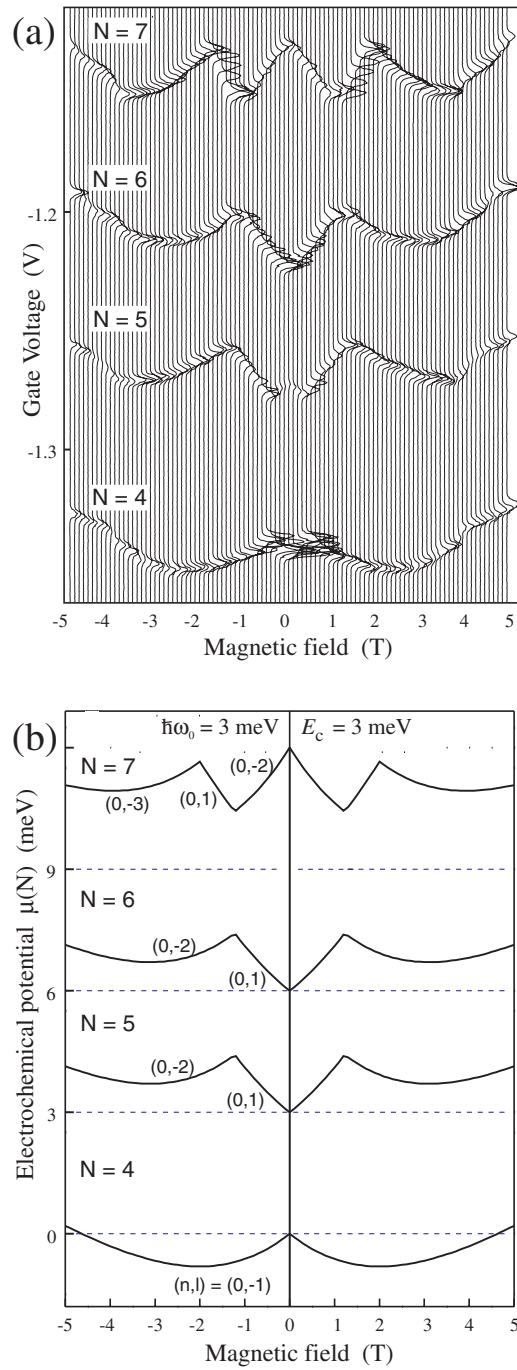 (a)
N = 7
N = 6
-1.2
N = 5
-1.3
N = 4
Gate Voltage (V)
-5 -4 -3 -2 -1 0 1 2 3 4 5
Magnetic field (T)
(b)
ħω₀ = 3 meV
E_c = 3 meV
N = 7
(0,-2)
(0,-3)
(0,1)
9
N = 6
(0,-2)
(0,1)
6
N = 5
(0,-2)
(0,1)
3
N = 4
0
(n,l) = (0,-1)
Electrochemical potential μ(N) (meV)
-5 -4 -3 -2 -1 0 1 2 3 4 5
Magnetic field (T)